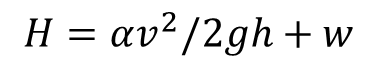 H = αv²/2gh + w